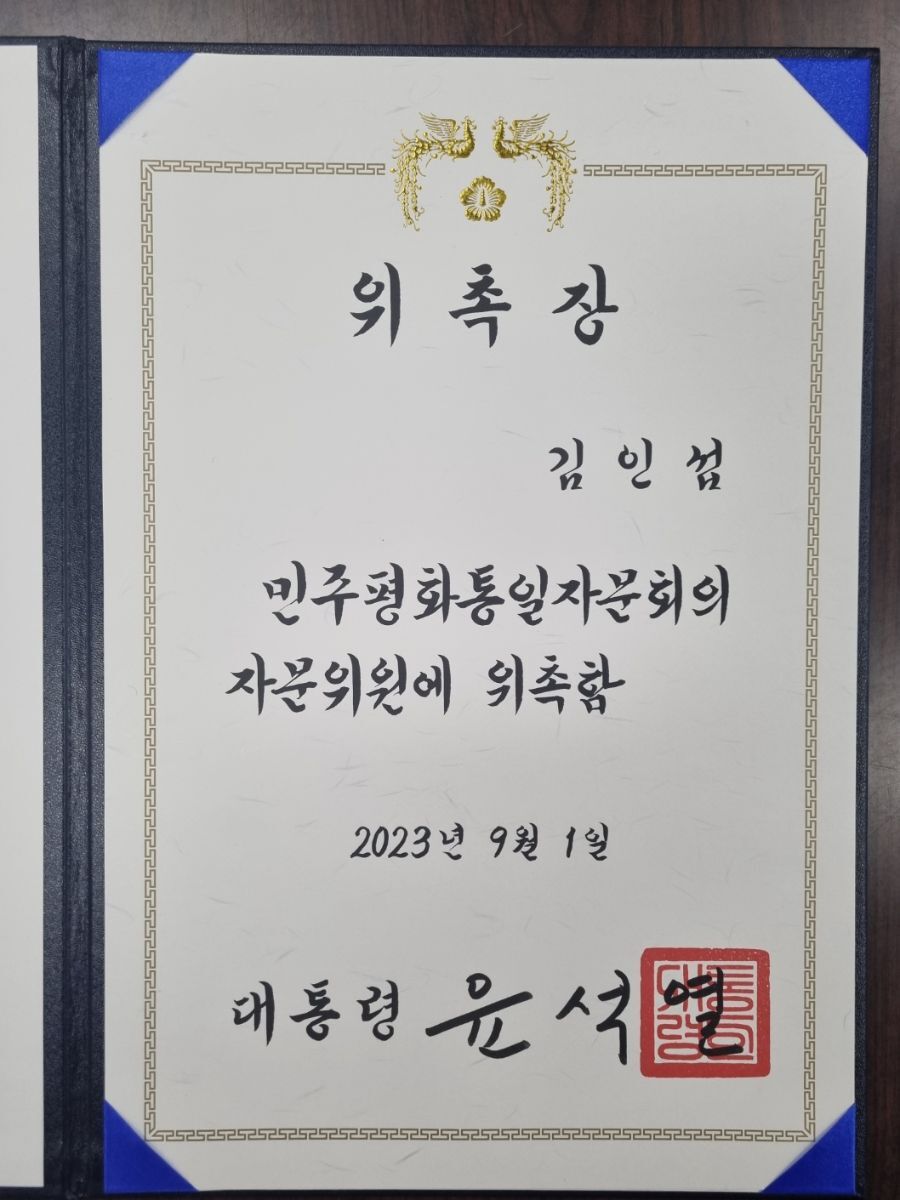 위촉장
김인섭
민주평화통일자문회의
자문위원에 위촉함
2023년 9월 1일
대통령 윤석열